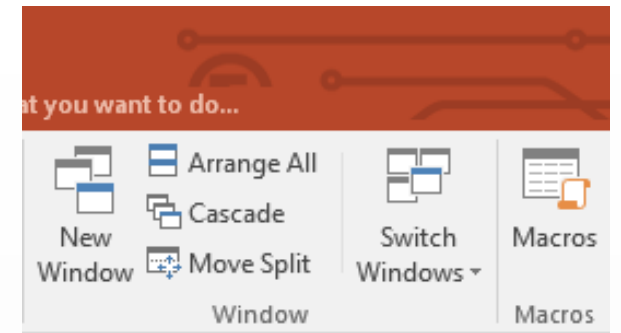 at you want to do...
Arrange All
Cascade
Move Split
New
Window
Switch
Windows
Macros
Window
Macros